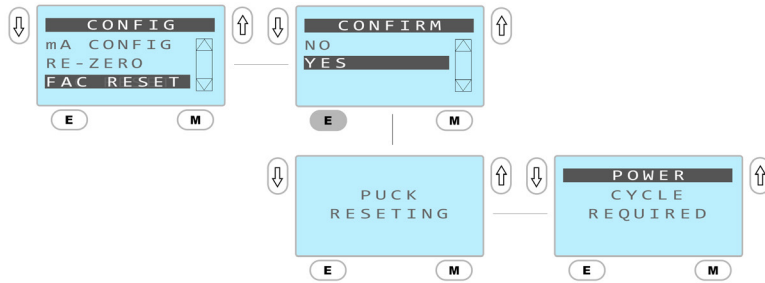 CONFIG
mA CONFIG
RE-ZERO
FAC RESET
E
M
CONFIRM
NO
YES
E
M
PUCK
RESETING
E
M
POWER
CYCLE
REQUIRED
E
M